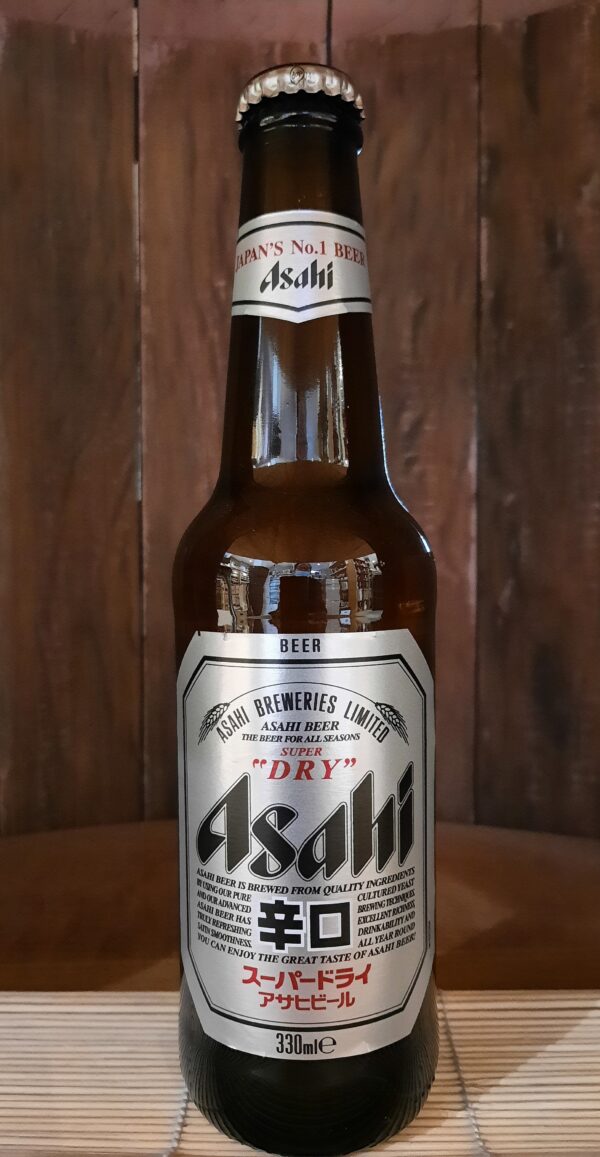 JAPAN'S No.1 BEER
Asahi
BEER
ASAHI BREWERIES LIMITED
ASAHI BEER
THE BEER FOR ALL SEASONS
SUPER
"DRY"
Asahi
ASAHI BEER IS BREWED FROM QUALITY INGREDIENTS
BY USING OUR PURE CULTURED YEAST
AND OUR ADVANCED BREWING TECHNIQUES.
ASAHI BEER HAS EXCELLENT RICHNESS,
TRULY REFRESHING DRINKABILITY AND
SATIN SMOOTHNESS. ALL YEAR ROUND
YOU CAN ENJOY THE GREAT TASTE OF ASAHI BEER!
辛口
スーパードライ
アサヒビール
330ml℮